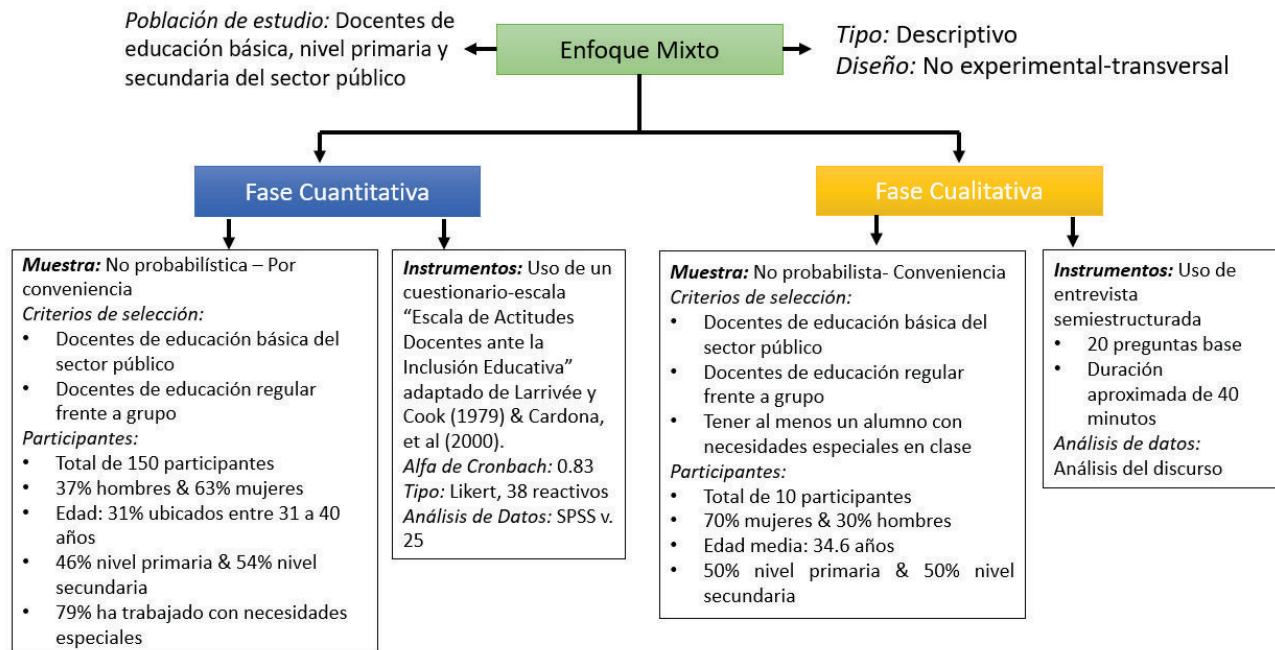 Población de estudio: Docentes de
educación básica, nivel primaria y
secundaria del sector público
Enfoque Mixto
Tipo: Descriptivo
Diseño: No experimental-transversal
Fase Cuantitativa
Fase Cualitativa
Muestra: No probabilística – Por
conveniencia
Criterios de selección:
• Docentes de educación básica del
sector público
• Docentes de educación regular
frente a grupo
Participantes:
• Total de 150 participantes
• 37% hombres & 63% mujeres
• Edad: 31% ubicados entre 31 a 40
años
• 46% nivel primaria & 54% nivel
secundaria
• 79% ha trabajado con necesidades
especiales
Instrumentos: Uso de un
cuestionario-escala
“Escala de Actitudes
Docentes ante la
Inclusión Educativa”
adaptado de Larrivée y
Cook (1979) & Cardona,
et al (2000).
Alfa de Cronbach: 0.83
Tipo: Likert, 38 reactivos
Análisis de Datos: SPSS v.
25
Muestra: No probabilista- Conveniencia
Criterios de selección:
• Docentes de educación básica del
sector público
• Docentes de educación regular
frente a grupo
• Tener al menos un alumno con
necesidades especiales en clase
Participantes:
• Total de 10 participantes
• 70% mujeres & 30% hombres
• Edad media: 34.6 años
• 50% nivel primaria & 50% nivel
secundaria
Instrumentos: Uso de
entrevista
semiestructurada
• 20 preguntas base
• Duración
aproximada de 40
minutos
Análisis de datos:
Análisis del discurso